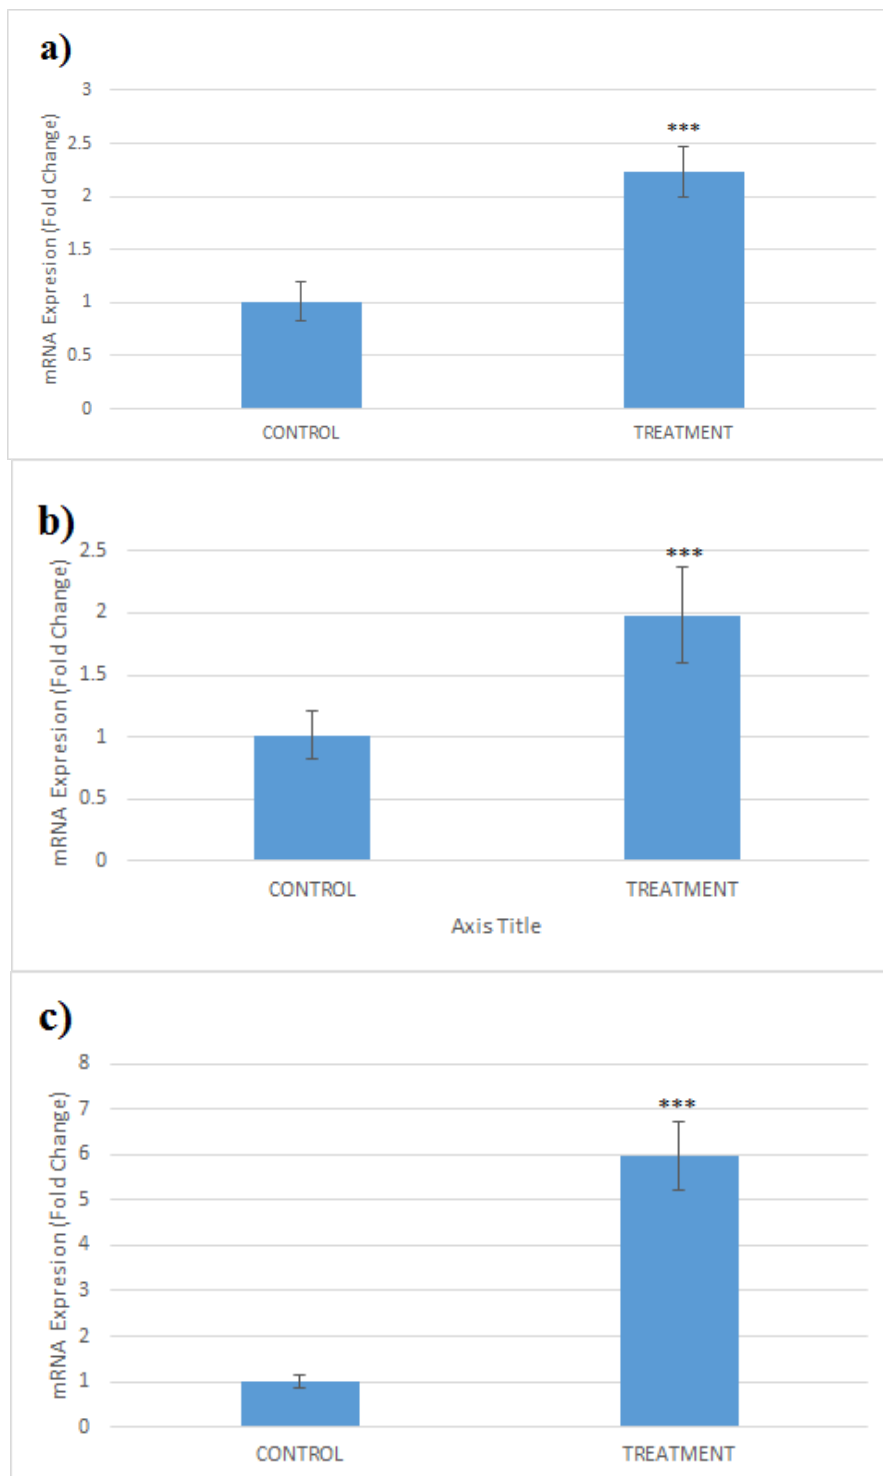 a)
mRNA Expresion (Fold Change)
3
2.5
2
1.5
1
0.5
0
***
CONTROL TREATMENT
b)
mRNA Expresion (Fold Change)
2.5
2
1.5
1
0.5
0
***
CONTROL TREATMENT
Axis Title
c)
mRNA Expresion (Fold Change)
8
7
6
5
4
3
2
1
0
***
CONTROL TREATMENT